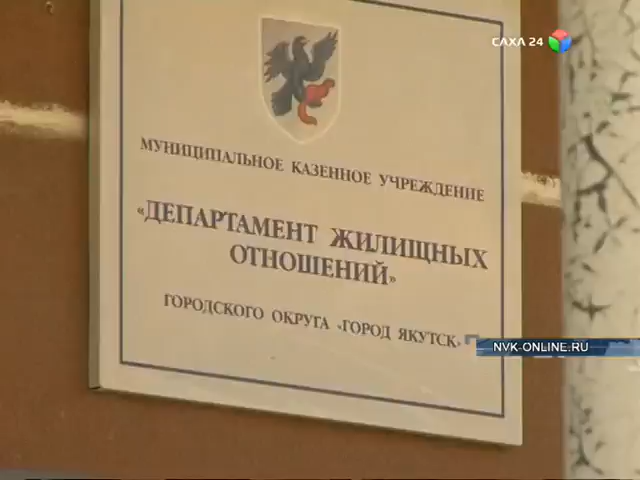 САХА 24
МУНИЦИПАЛЬНОЕ КАЗЕННОЕ УЧРЕЖДЕНИЕ
«ДЕПАРТАМЕНТ ЖИЛИЩНЫХ
ОТНОШЕНИЙ»
ГОРОДСКОГО ОКРУГА «ГОРОД ЯКУТСК»
NVK-ONLINE.RU